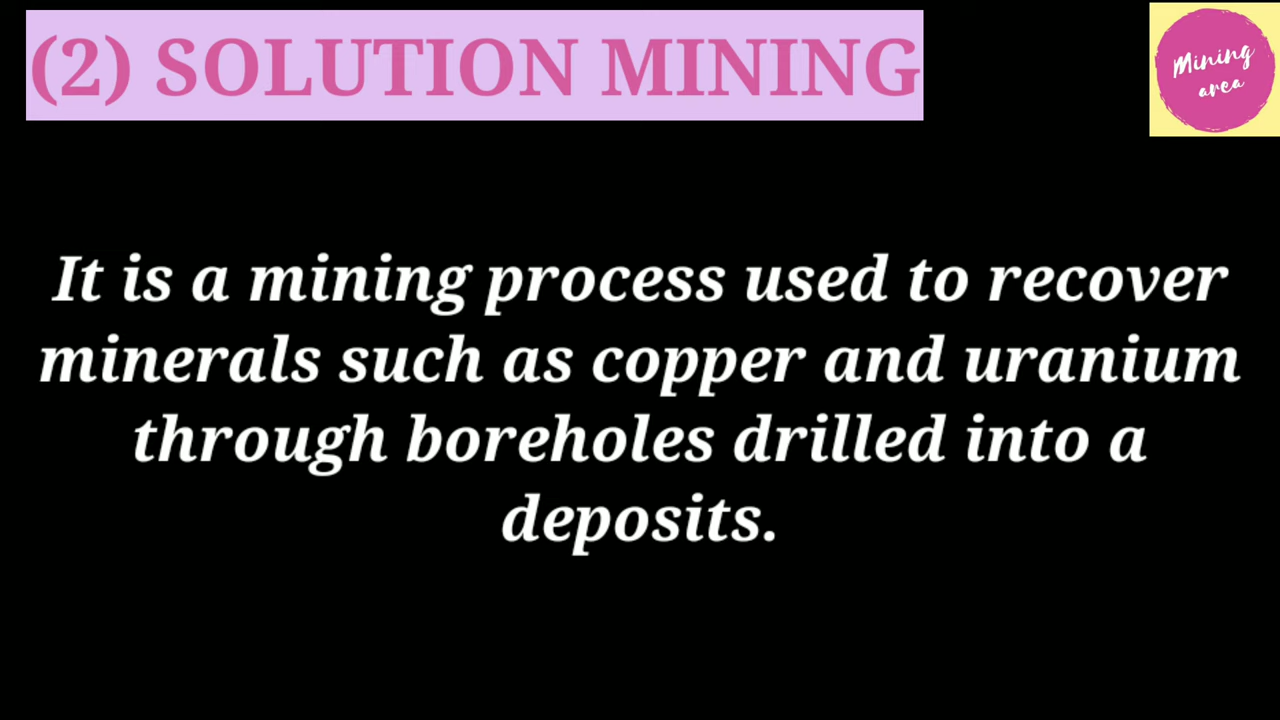 (2) SOLUTION MINING
Mining
area
It is a mining process used to recover
minerals such as copper and uranium
through boreholes drilled into a
deposits.